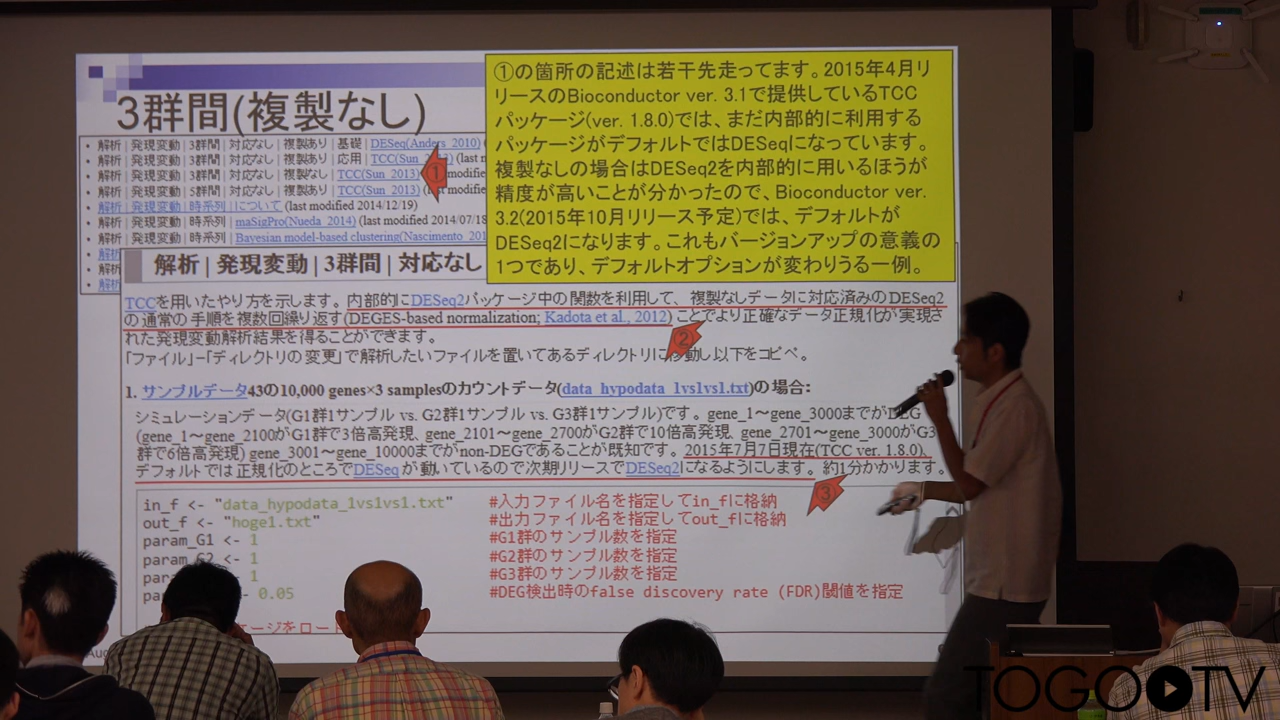 3群間(複製なし)
①の箇所の記述は若干先走ってます。2015年4月リ
リースのBioconductor ver. 3.1で提供しているTCC
パッケージ(ver. 1.8.0)では、まだ内部的に利用する
パッケージがデフォルトではDESeqになっています。
複製なしの場合はDESeq2を内部的に用いるほうが
精度が高いことが分かったので、Bioconductor ver.
3.2(2015年10月リリース予定)では、デフォルトが
DESeq2になります。これもバージョンアップの意義の
1つであり、デフォルトオプションが変わりうる一例。
• 解析 | 発現変動 | 3群間 | 対応なし | 複製あり | 基礎 | DESeq(Anders_2010)
• 解析 | 発現変動 | 3群間 | 対応なし | 複製あり | 応用 | TCC(Sun_ (last
• 解析 | 発現変動 | 3群間 | 対応なし | 複製なし | TCC(Sun_2013) ① modifie
• 解析 | 発現変動 | 5群間 | 対応なし | 複製あり | TCC(Sun_2013) modifie
• 解析 | 発現変動 | 時系列 | について (last modified 2014/12/19)
• 解析 | 発現変動 | 時系列 | maSigPro(Nueda_2014) (last modified 2014/07/18
• 解析 | 発現変動 | 時系列 | Bayesian model-based clustering(Nascimento_201
• 解析
• 解析
• 解析
解析 | 発現変動 | 3群間 | 対応なし
TCCを用いたやり方を示します。内部的にDESeq2パッケージ中の関数を利用して、複製なしデータに対応済みのDESeq2
の通常の手順を複数回繰り返す(DEGES-based normalization; Kadota et al., 2012)ことでより正確なデータ正規化が実現さ
れた発現変動解析結果を得ることができます。
②
「ファイル」-「ディレクトリの変更」で解析したいファイルを置いてあるディレクトリに移動し以下をコピペ。
1. サンプルデータ43の10,000 genes×3 samplesのカウントデータ(data_hypodata_1vs1vs1.txt)の場合:
シミュレーションデータ(G1群1サンプル vs. G2群1サンプル vs. G3群1サンプル)です。gene_1～gene_3000までがDEG
(gene_1～gene_2100がG1群で3倍高発現、gene_2101～gene_2700がG2群で10倍高発現、gene_2701～gene_3000がG3
群で6倍高発現) gene_3001～gene_10000までがnon-DEGであることが既知です。2015年7月7日現在(TCC ver. 1.8.0)、
デフォルトでは正規化のところでDESeqが動いているので次期リリースでDESeq2になるようにします。約1分かかります。
③
in_f <- "data_hypodata_1vs1vs1.txt" #入力ファイル名を指定してin_fに格納
out_f <- "hoge1.txt" #出力ファイル名を指定してout_fに格納
param_G1 <- 1 #G1群のサンプル数を指定
param_G2 <- 1 #G2群のサンプル数を指定
para <- 1 #G3群のサンプル数を指定
pa <- 0.05 #DEG検出時のfalse discovery rate (FDR)閾値を指定
ージをロード
Aug
TOGO TV